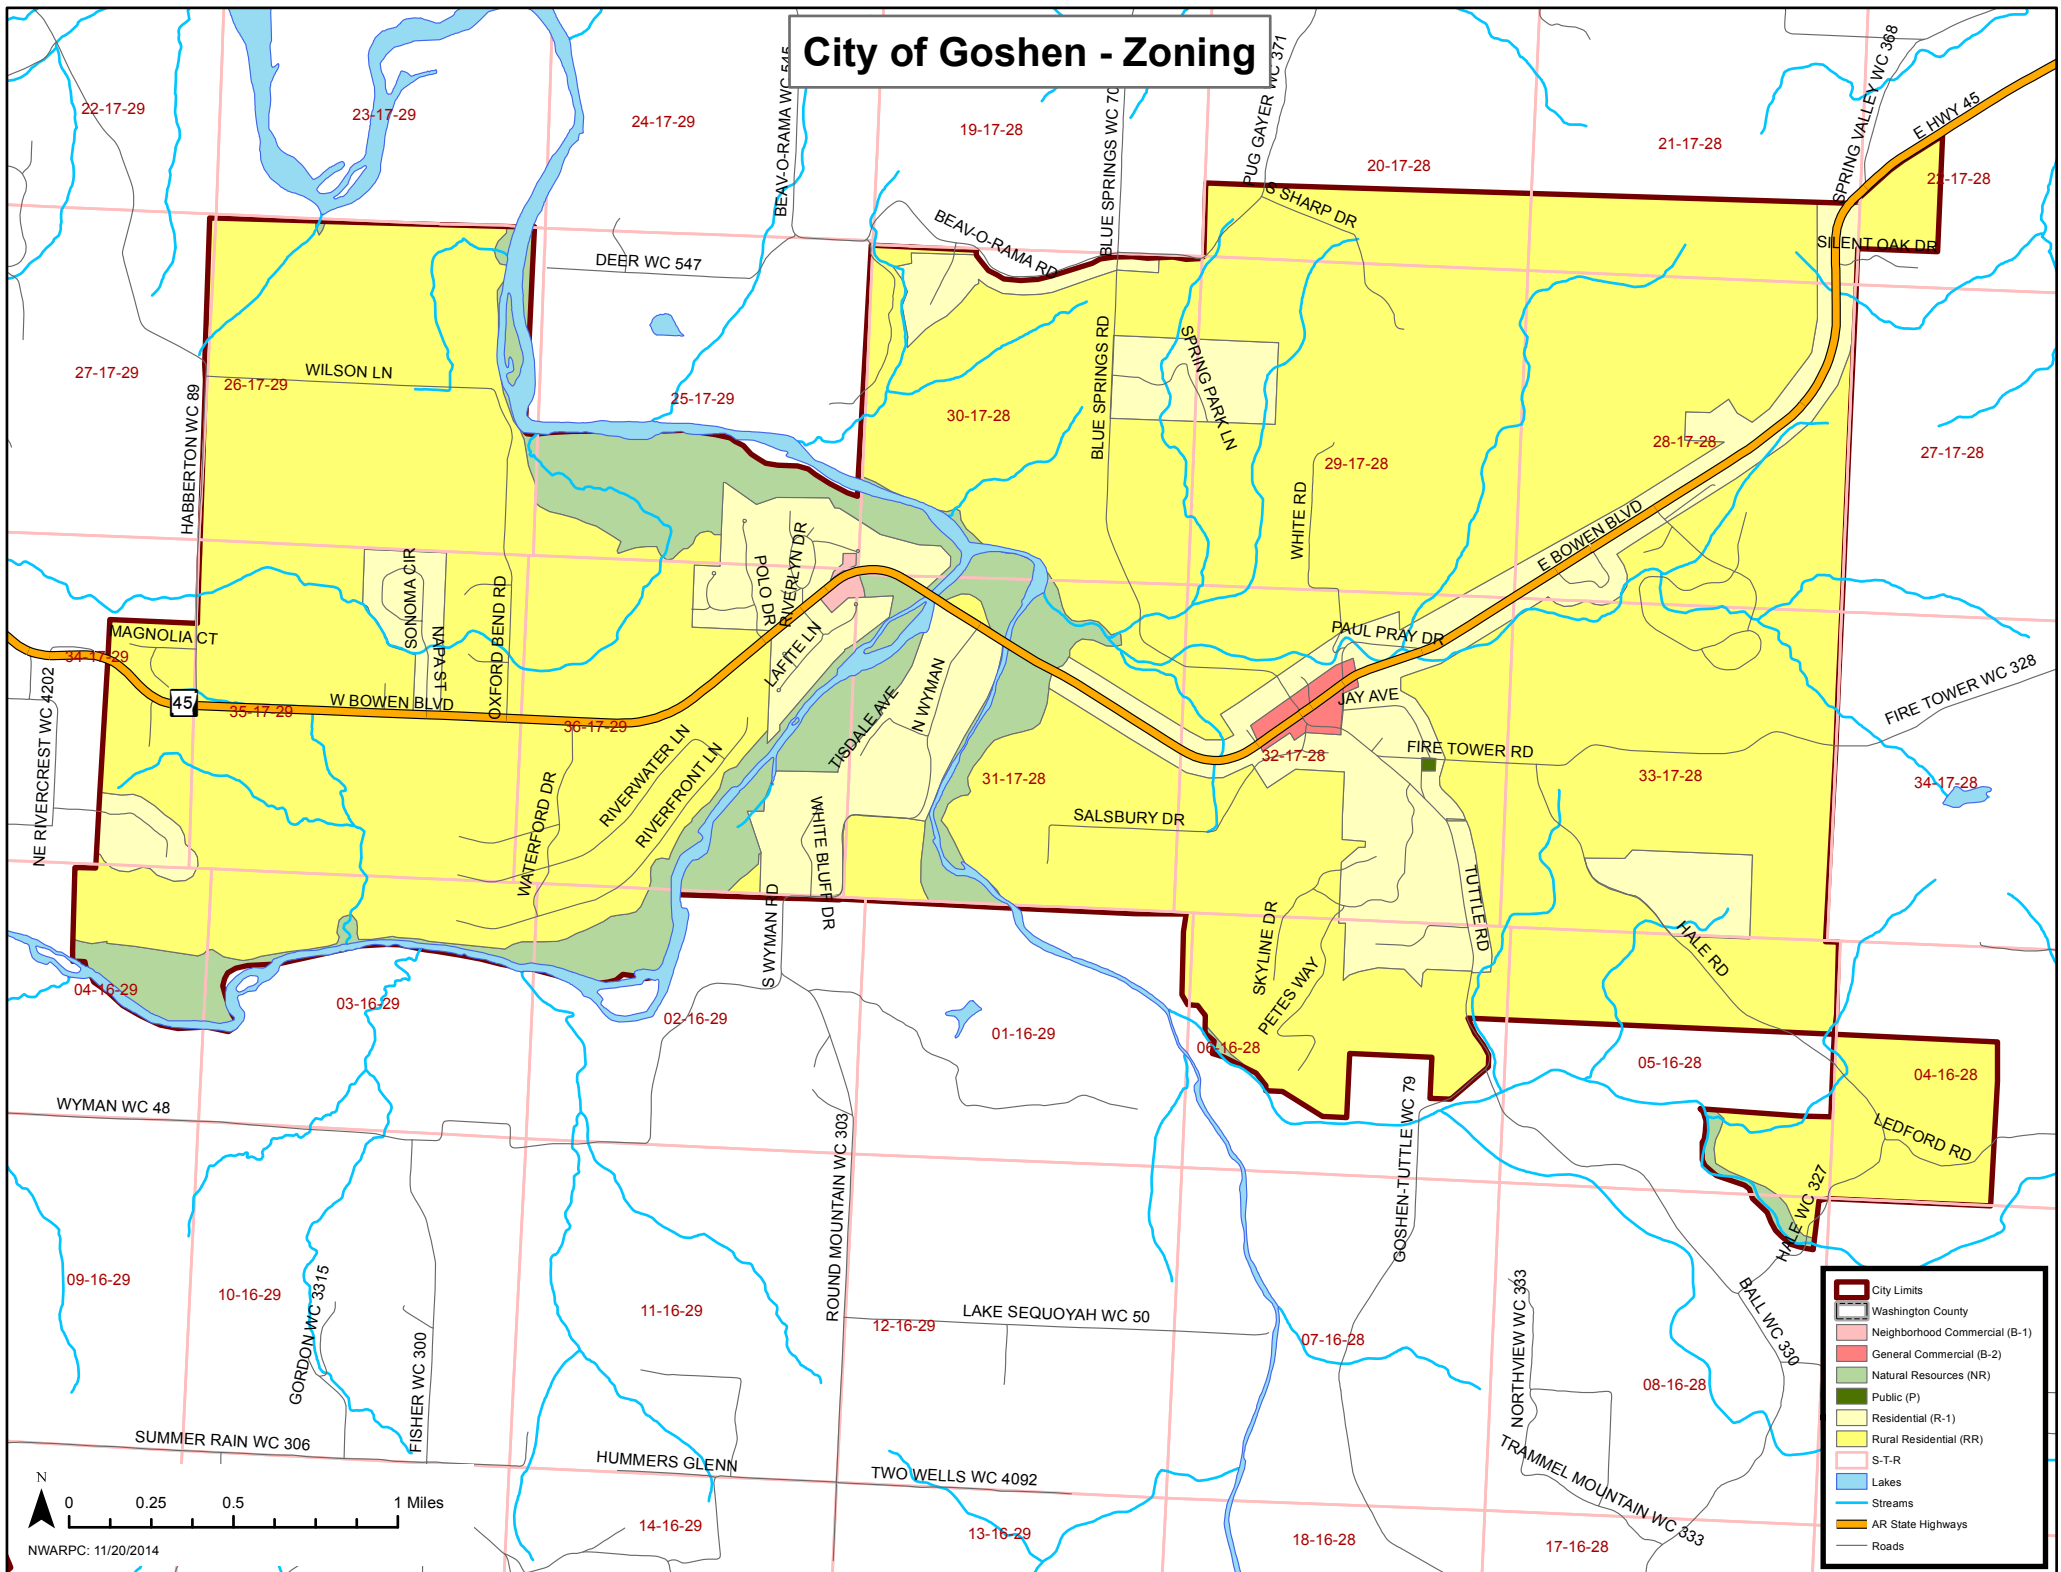 City of Goshen - Zoning
22-17-29
23-17-29
24-17-29
BEAV-O-RAMA WC 545
19-17-28
BLUE SPRINGS WC 70
PUG GAYER WC 371
20-17-28
21-17-28
SPRING VALLEY WC 368
E HWY 45
22-17-28
S SHARP DR
BEAV-O-RAMA RD
SILENT OAK DR
DEER WC 547
27-17-29
HABBERTON WC 89
26-17-29
WILSON LN
25-17-29
30-17-28
BLUE SPRINGS RD
SPRING PARK LN
29-17-28
28-17-28
27-17-28
WHITE RD
E BOWEN BLVD
SONOMA CIR
NAPA ST
OXFORD BEND RD
POLO DR
RIVERLYN DR
LAFITE LN
MAGNOLIA CT
34-17-29
45
35-17-29
W BOWEN BLVD
36-17-29
NE RIVERCREST WC 4202
TISDALE AVE
N WYMAN
PAUL PRAY DR
JAY AVE
FIRE TOWER RD
FIRE TOWER WC 328
32-17-28
31-17-28
33-17-28
34-17-28
RIVERWATER LN
RIVERFRONT LN
WATERFORD DR
WHITE BLUFF DR
SALSBURY DR
S WYMAN RD
SKYLINE DR
PETES WAY
TUTTLE RD
HALE RD
04-16-29
03-16-29
02-16-29
01-16-29
06-16-28
05-16-28
04-16-28
WYMAN WC 48
ROUND MOUNTAIN WC 303
GOSHEN-TUTTLE WC 79
LEDFORD RD
HALE WC 327
09-16-29
10-16-29
GORDON WC 3315
FISHER WC 300
11-16-29
12-16-29
LAKE SEQUOYAH WC 50
07-16-28
NORTHVIEW WC 333
08-16-28
BALL WC 330
SUMMER RAIN WC 306
HUMMERS GLENN
TWO WELLS WC 4092
TRAMMEL MOUNTAIN WC 333
14-16-29
13-16-29
18-16-28
17-16-28
N
0 0.25 0.5 1 Miles
NWARPC: 11/20/2014
City Limits
Washington County
Neighborhood Commercial (B-1)
General Commercial (B-2)
Natural Resources (NR)
Public (P)
Residential (R-1)
Rural Residential (RR)
S-T-R
Lakes
Streams
AR State Highways
Roads